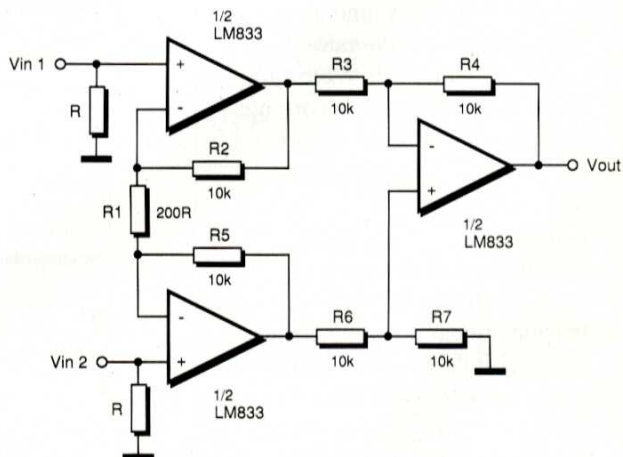 1/2
LM833
Vin 1
R3
R4
10k
10k
R
R2
10k
Vout
R1
200R
R5
10k
1/2
LM833
R6
R7
10k
10k
Vin 2
R
1/2
LM833